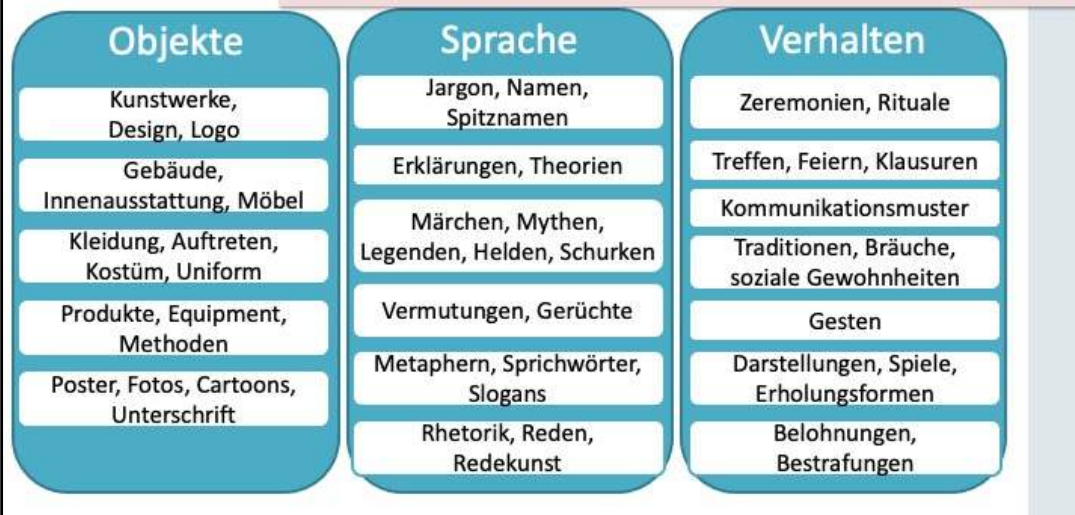 Objekte
Kunstwerke,
Design, Logo
Gebäude,
Innenausstattung, Möbel
Kleidung, Auftreten,
Kostüm, Uniform
Produkte, Equipment,
Methoden
Poster, Fotos, Cartoons,
Unterschrift
Sprache
Jargon, Namen,
Spitznamen
Erklärungen, Theorien
Märchen, Mythen,
Legenden, Helden, Schurken
Vermutungen, Gerüchte
Metaphern, Sprichwörter,
Slogans
Rhetorik, Reden,
Redekunst
Verhalten
Zeremonien, Rituale
Treffen, Feiern, Klausuren
Kommunikationsmuster
Traditionen, Bräuche,
soziale Gewohnheiten
Gesten
Darstellungen, Spiele,
Erholungsformen
Belohnungen,
Bestrafungen